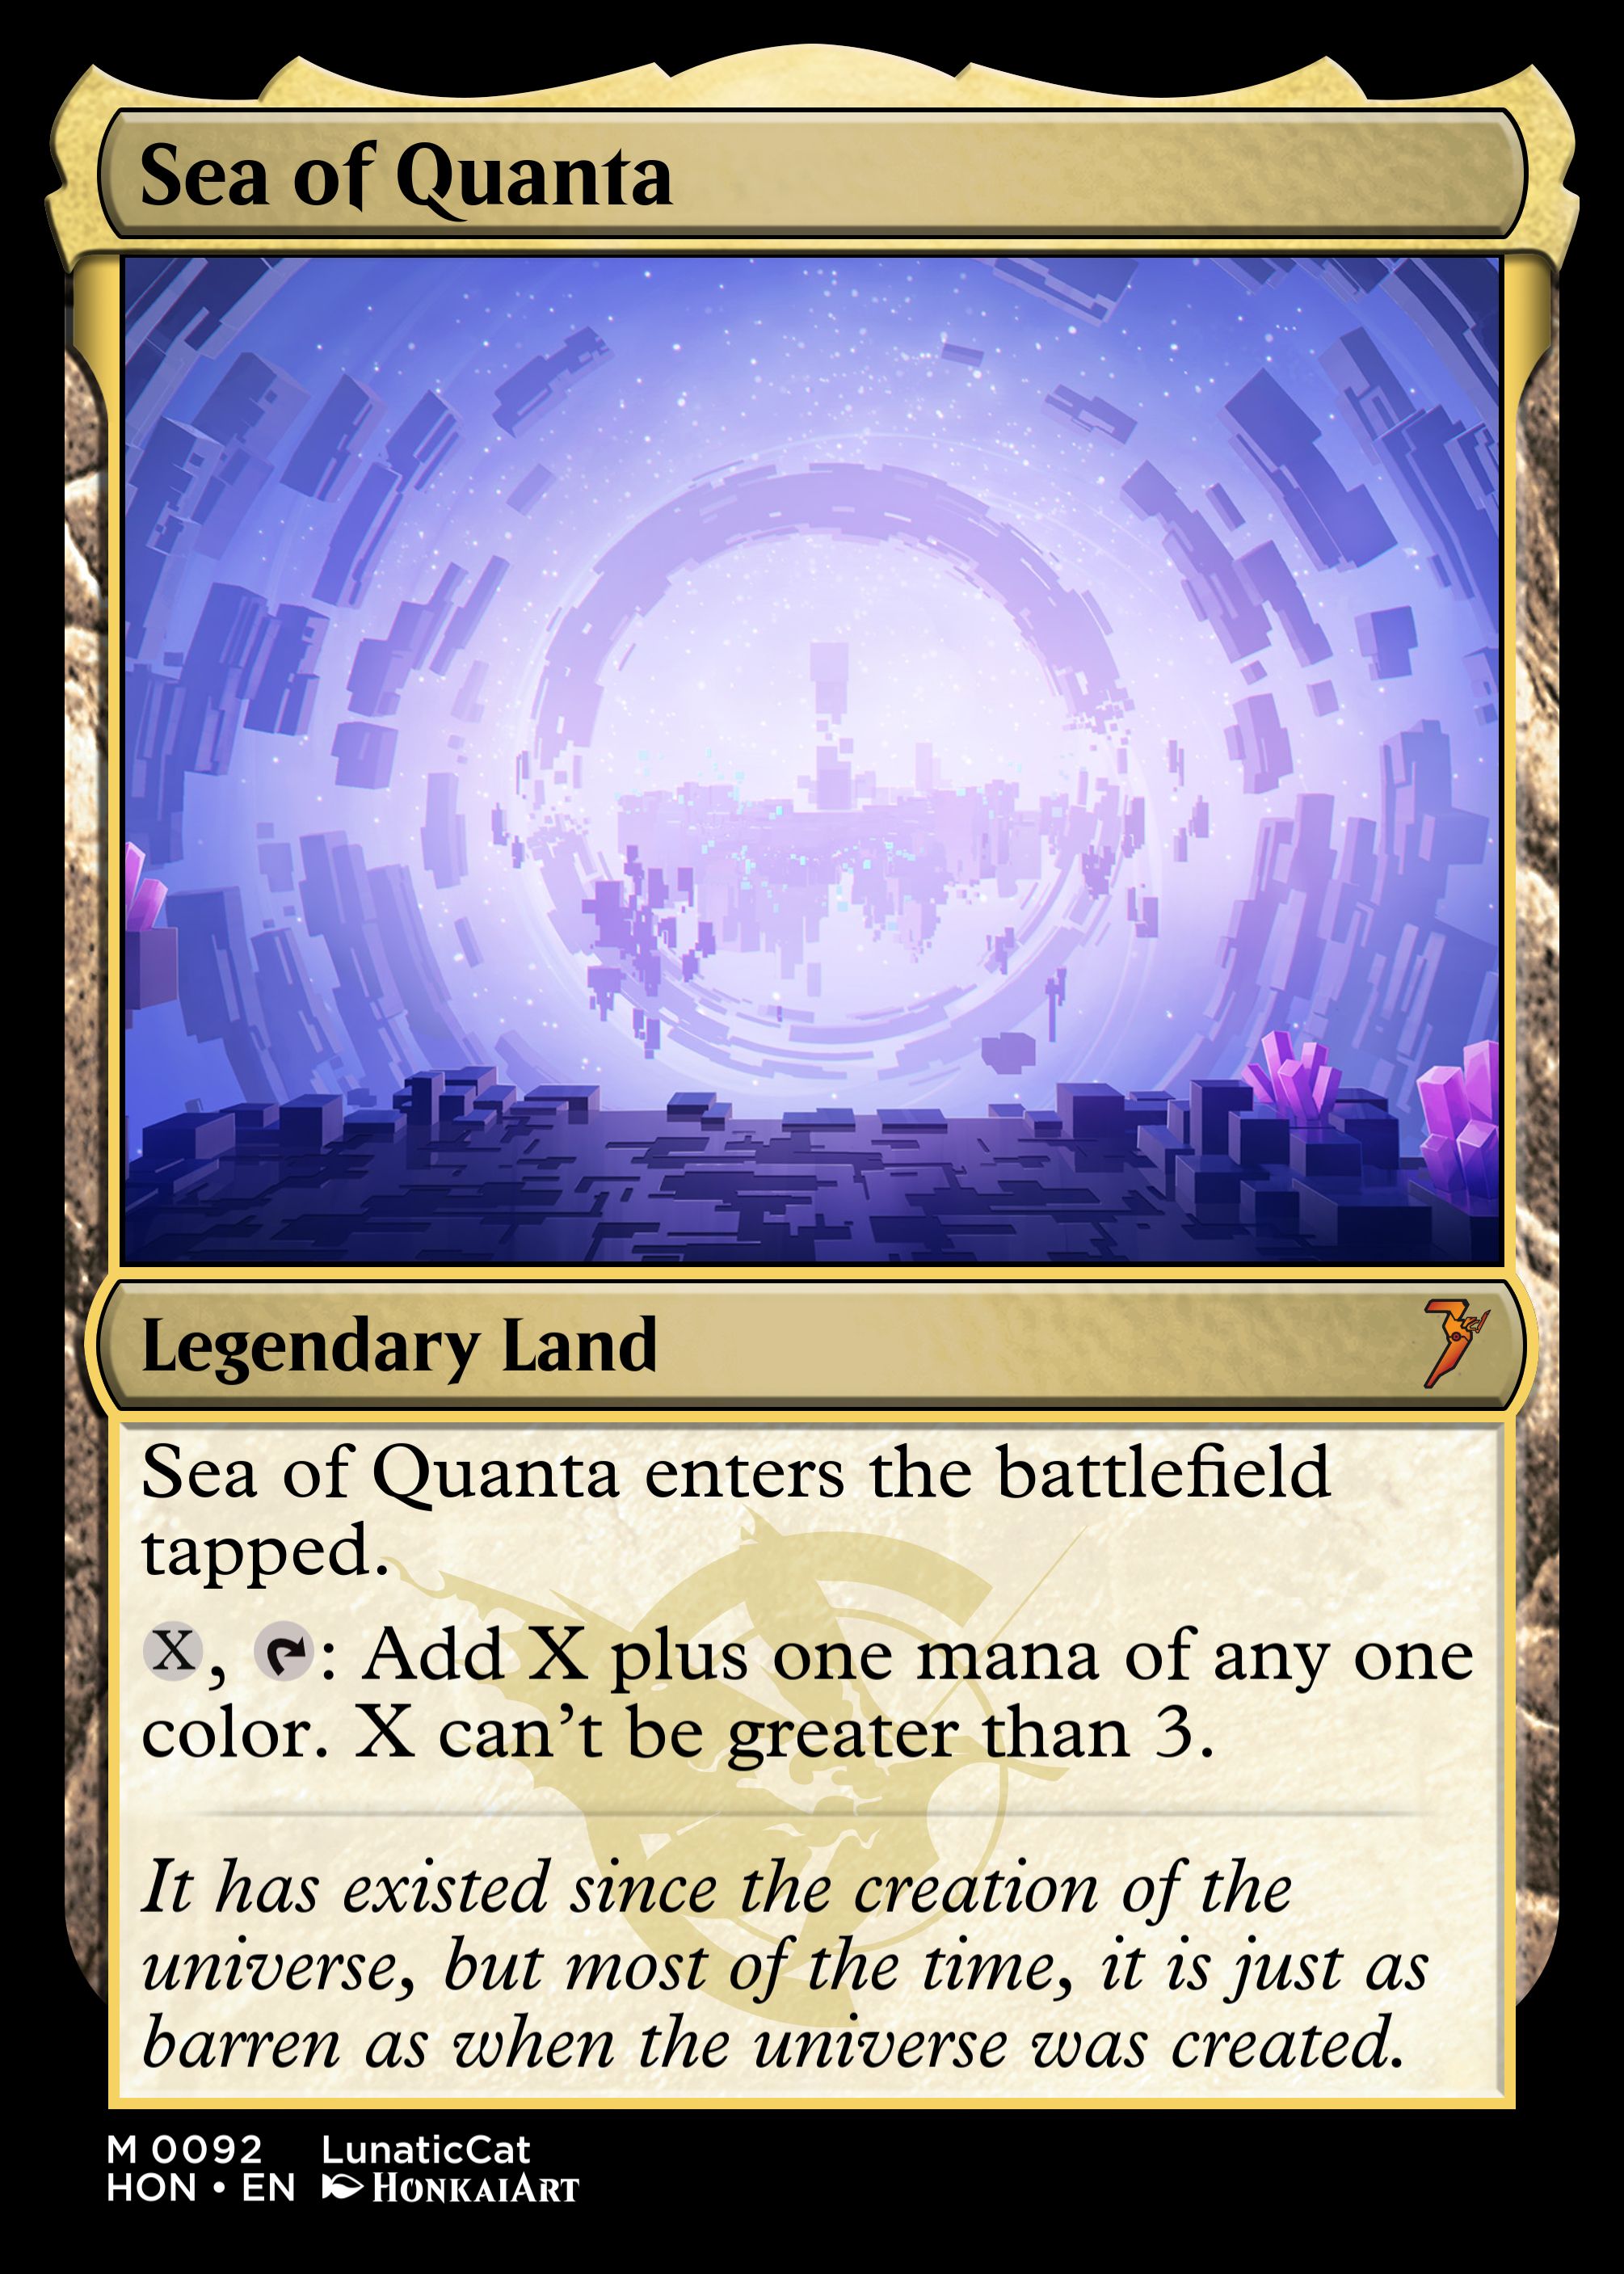 Sea of Quanta
Legendary Land
Sea of Quanta enters the battlefield
tapped.
X, : Add X plus one mana of any one
color. X can’t be greater than 3.
It has existed since the creation of the
universe, but most of the time, it is just as
barren as when the universe was created.
M 0092 LunaticCat
HON • EN HonkaiArt